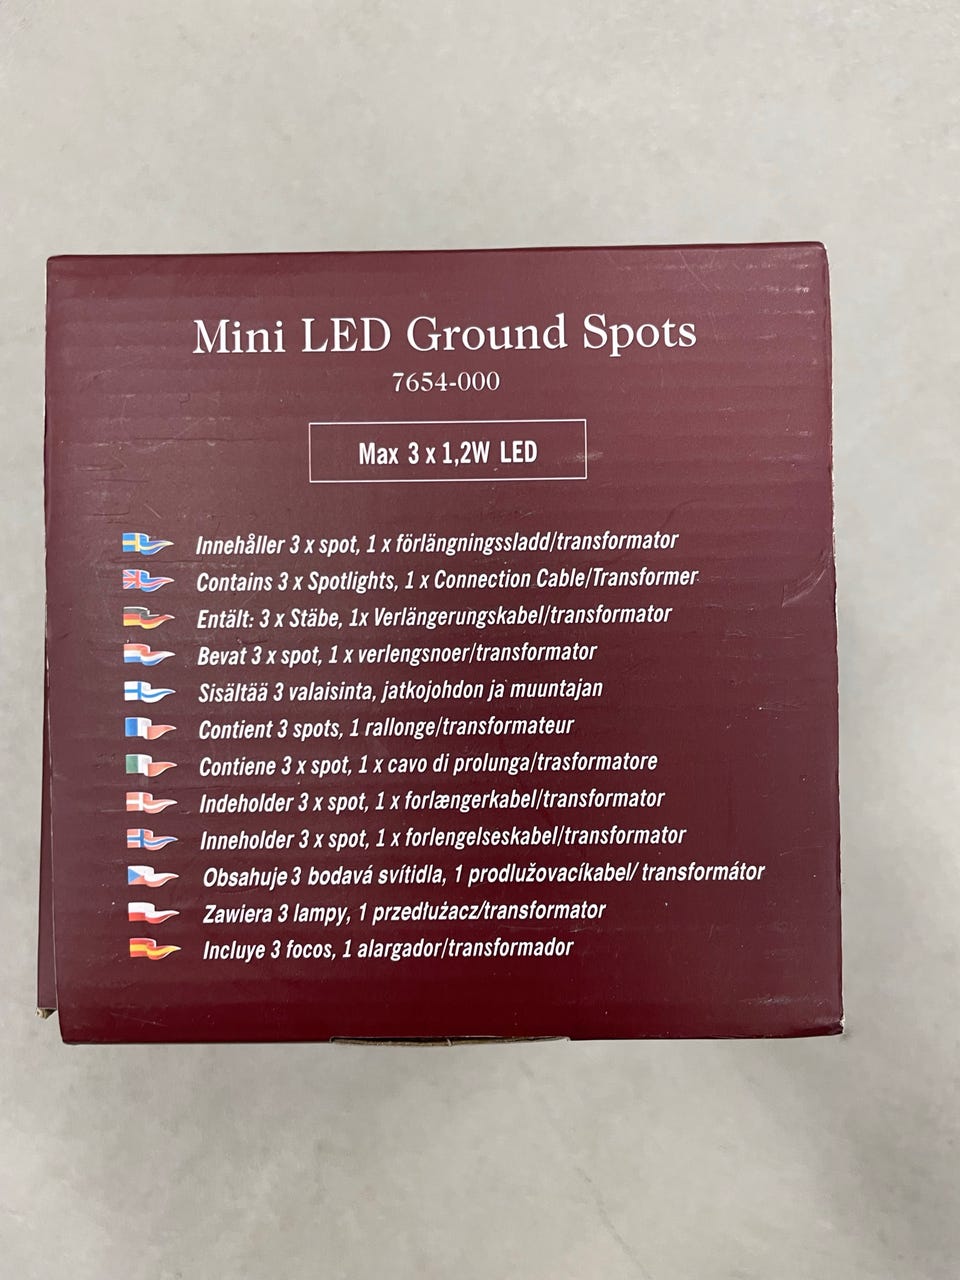 Mini LED Ground Spots
7654-000
Max 3 x 1,2W LED
Innehåller 3 x spot, 1 x förlängningssladd/transformator
Contains 3 x Spotlights, 1 x Connection Cable/Transformer
Entält: 3 x Stäbe, 1x Verlängerungskabel/transformator
Bevat 3 x spot, 1 x verlengsnoer/transformator
Sisältää 3 valaisinta, jatkojohdon ja muuntajan
Contient 3 spots, 1 rallonge/transformateur
Contiene 3 x spot, 1 x cavo di prolunga/trasformatore
Indeholder 3 x spot, 1 x forlængerkabel/transformator
Inneholder 3 x spot, 1 x forlengelseskabel/transformator
Obsahuje 3 bodavá svítidla, 1 prodlužovacíkabel/ transformátor
Zawiera 3 lampy, 1 przedłużacz/transformator
Incluye 3 focos, 1 alargador/transformador